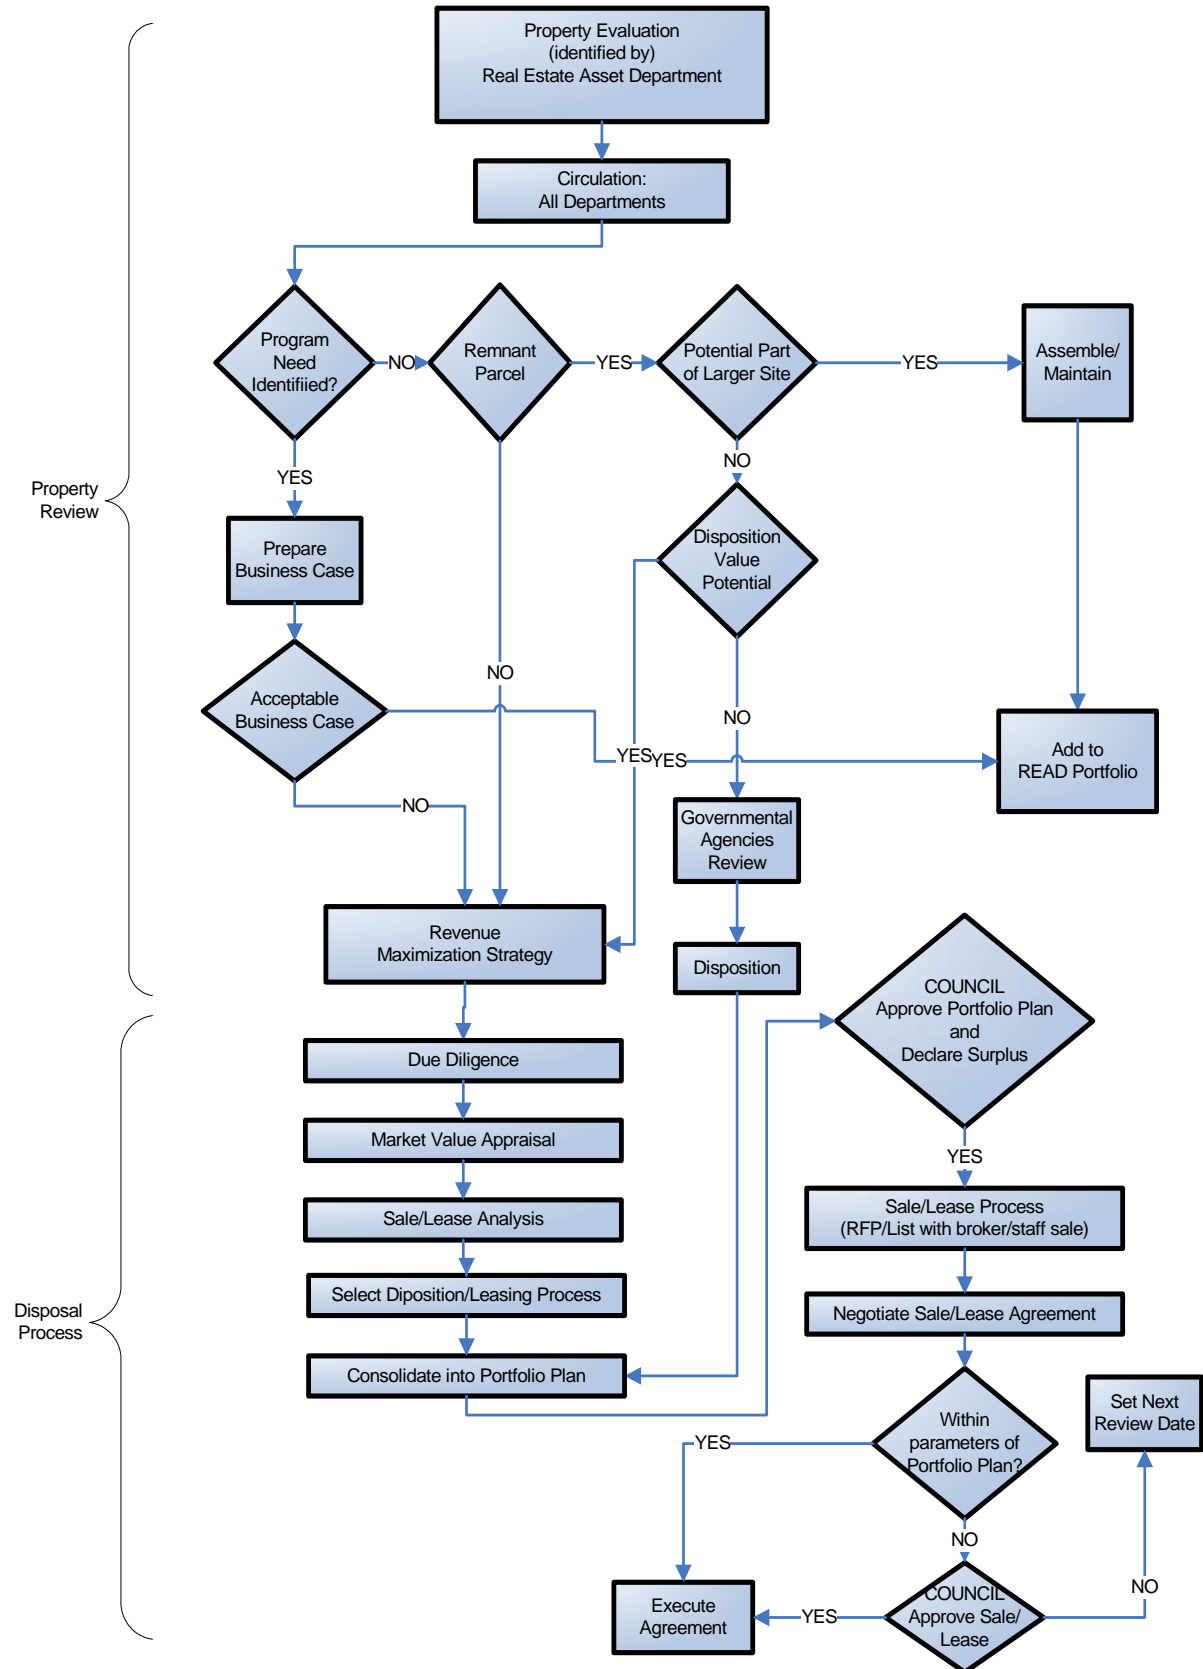 Property Evaluation
(identified by)
Real Estate Asset Department
Circulation:
All Departments
Program
Need
Identifiied?
NO
Remnant
Parcel
YES
Potential Part
of Larger Site
YES
Assemble/
Maintain
YES
NO
Property
Review
Prepare
Business Case
Disposition
Value
Potential
NO
Acceptable
Business Case
NO
YES
YES
Add to
READ Portfolio
NO
Governmental
Agencies
Review
Revenue
Maximization Strategy
Disposition
COUNCIL
Approve Portfolio Plan
and
Declare Surplus
Due Diligence
Market Value Appraisal
YES
Sale/Lease Analysis
Sale/Lease Process
(RFP/List with broker/staff sale)
Select Diposition/Leasing Process
Negotiate Sale/Lease Agreement
Disposal
Process
Consolidate into Portfolio Plan
Set Next
Review Date
Within
parameters of
Portfolio Plan?
YES
NO
NO
Execute
Agreement
YES
COUNCIL
Approve Sale/
Lease